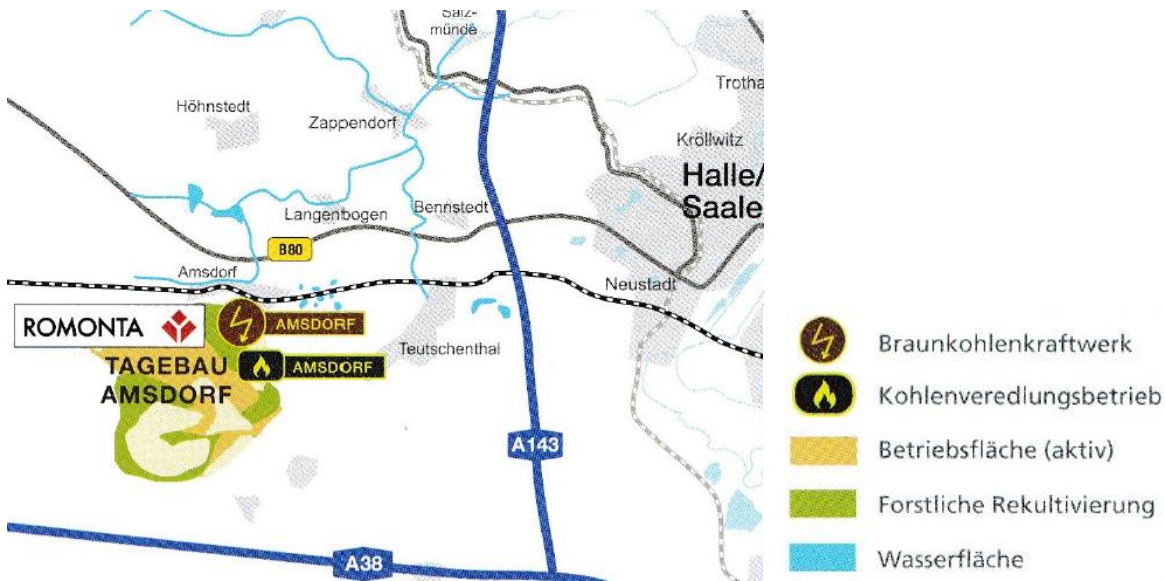 Salz-
münde
Trotha
Höhnstedt
Zappendorf
Kröllwitz
Halle/
Saale
Langenbogen
Bennstedt
B80
Amsdorf
Neustadt
ROMONTA
AMSDORF
TAGEBAU
AMSDORF
AMSDORF
Teutschenthal
A143
A38
Braunkohlenkraftwerk
Kohlenveredlungsbetrieb
Betriebsfläche (aktiv)
Forstliche Rekultivierung
Wasserfläche